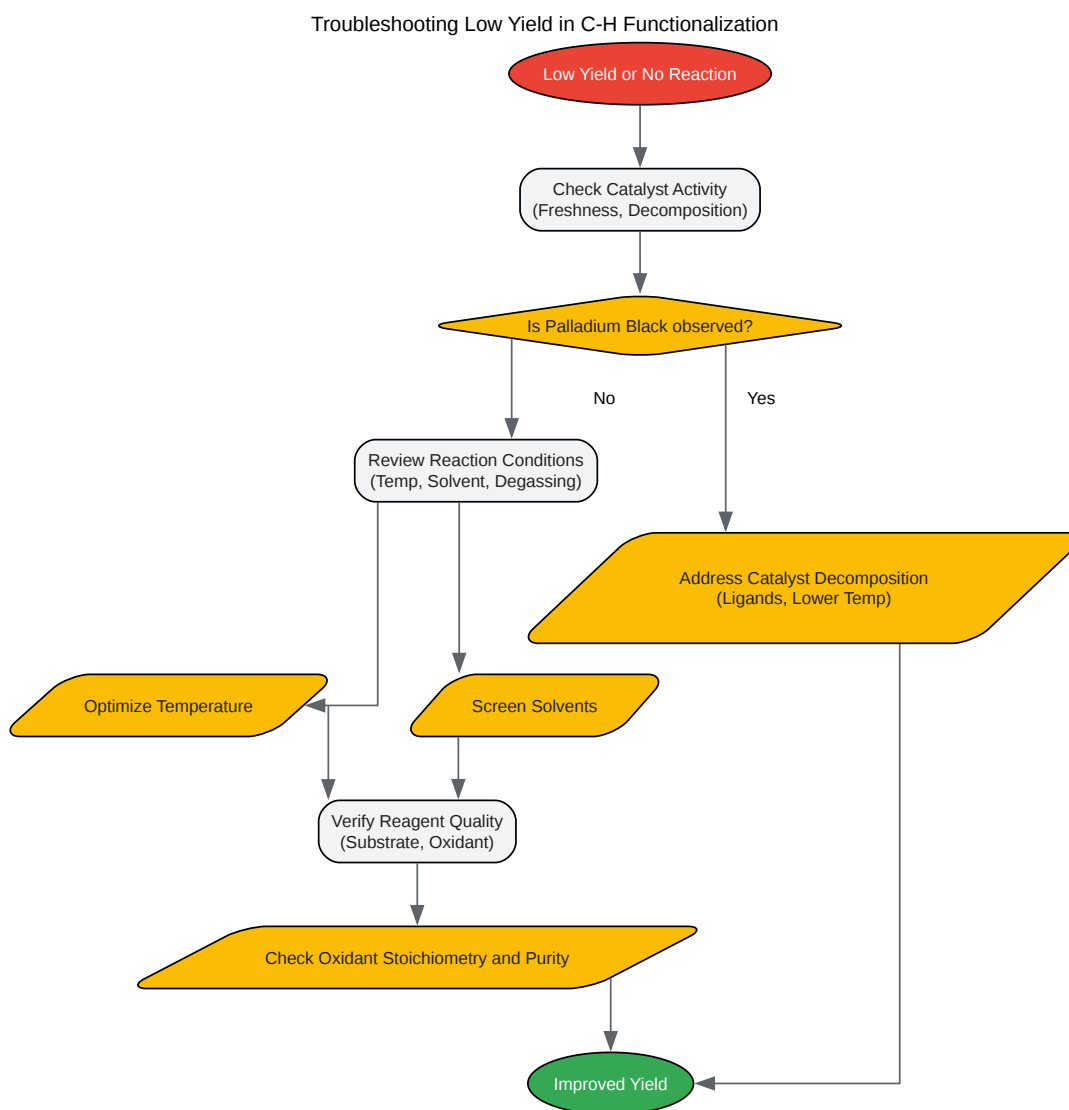 Troubleshooting Low Yield in C-H Functionalization
Low Yield or No Reaction
Check Catalyst Activity
(Freshness, Decomposition)
Is Palladium Black observed?
No
Yes
Review Reaction Conditions
(Temp, Solvent, Degassing)
Address Catalyst Decomposition
(Ligands, Lower Temp)
Optimize Temperature
Screen Solvents
Verify Reagent Quality
(Substrate, Oxidant)
Check Oxidant Stoichiometry and Purity
Improved Yield